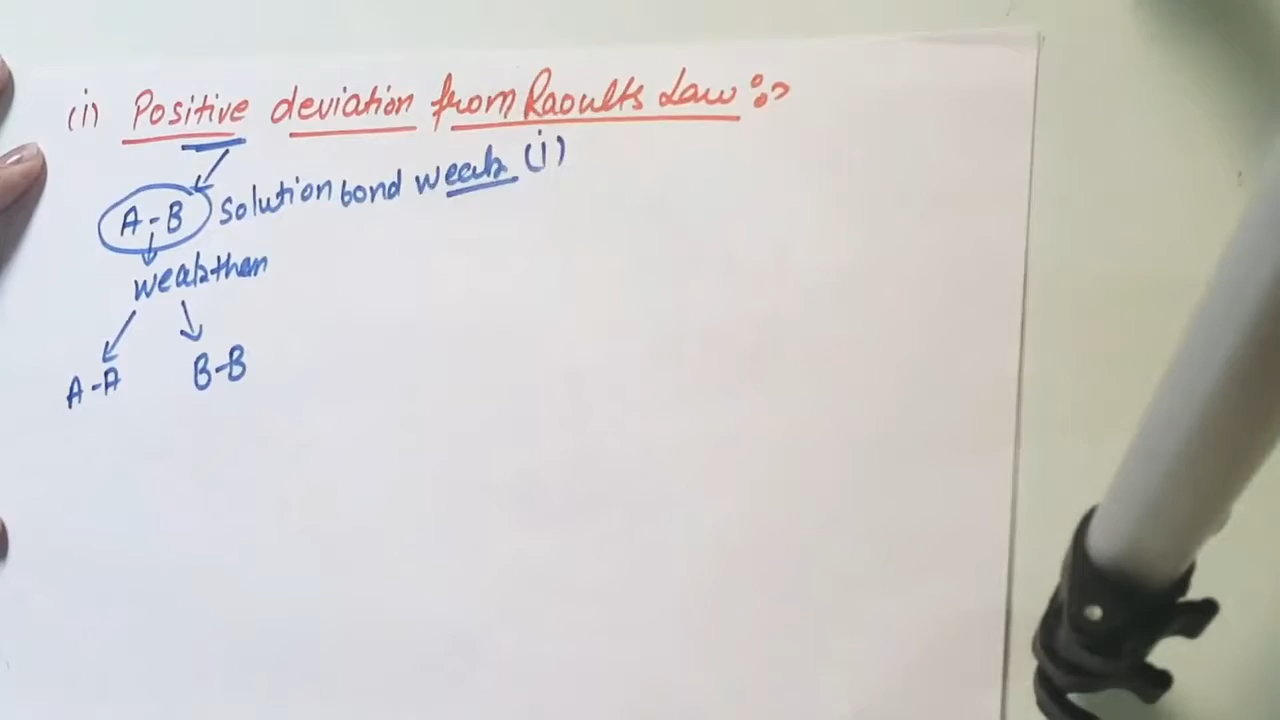 (i) Positive deviation from Raoults Law :->
A-B solution bond weak (i)
weak than
A-A B-B